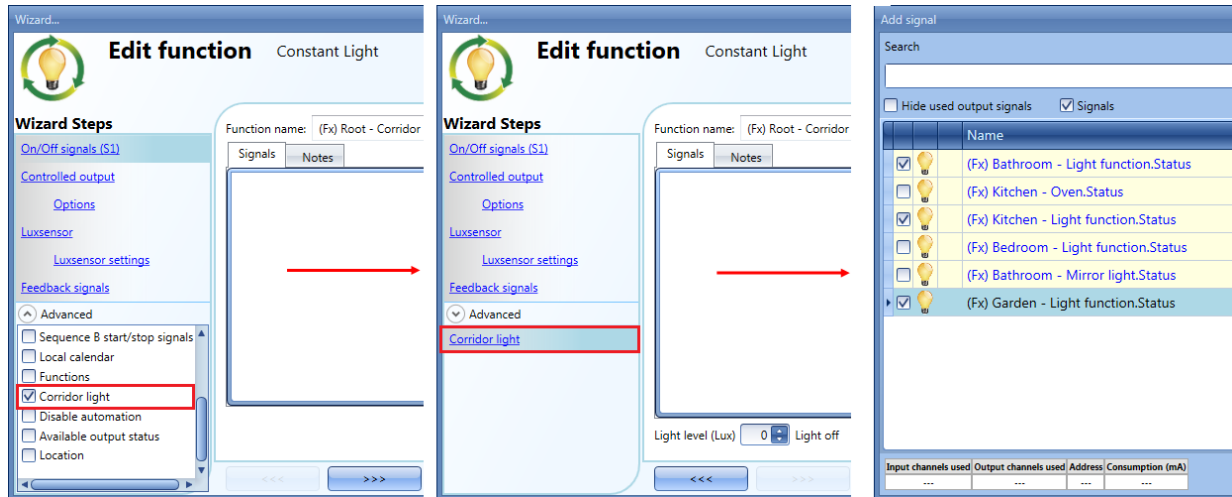 Wizard...
Edit function Constant Light
Wizard Steps
On/Off signals (S1)
Controlled output
Options
Luxsensor
Luxsensor settings
Feedback signals
Advanced
Sequence B start/stop signals
Local calendar
Functions
Corridor light
Disable automation
Available output status
Location
Function name: (Fx) Root - Corridor
Signals Notes
<<< >>>
Wizard...
Edit function Constant Light
Wizard Steps
On/Off signals (S1)
Controlled output
Options
Luxsensor
Luxsensor settings
Feedback signals
Advanced
Corridor light
Function name: (Fx) Root - Corridor
Signals Notes
Light level (Lux) 0 Light off
<<< >>>
Add signal
Search
Hide used output signals Signals
Name
(Fx) Bathroom - Light function.Status
(Fx) Kitchen - Oven.Status
(Fx) Kitchen - Light function.Status
(Fx) Bedroom - Light function.Status
(Fx) Bathroom - Mirror light.Status
(Fx) Garden - Light function.Status
Input channels used Output channels used Address Consumption (mA)
--- --- --- ---